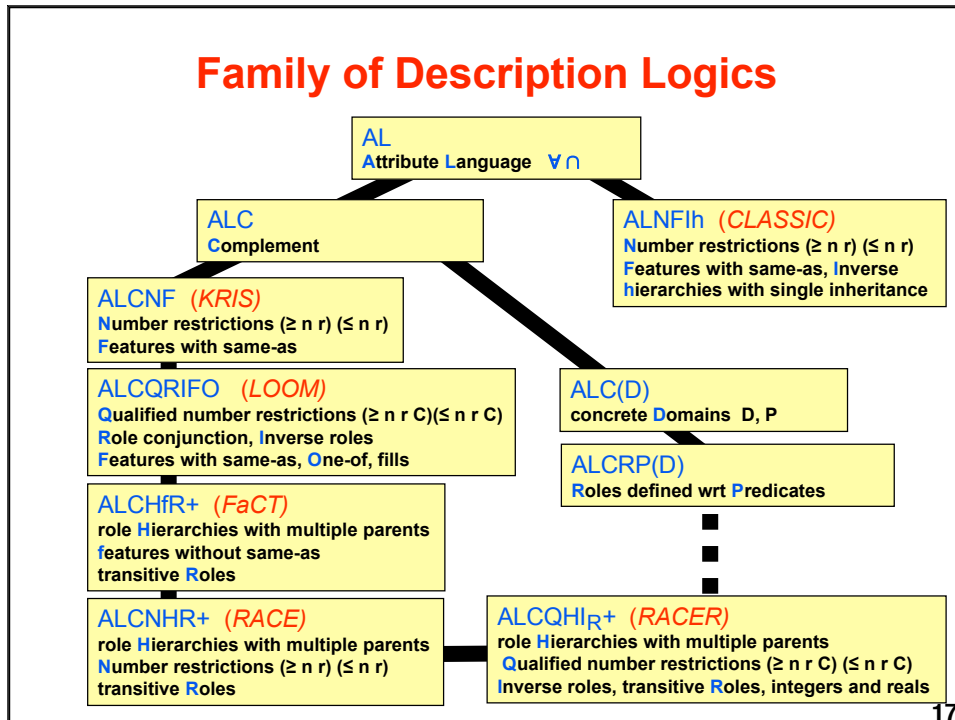 Family of Description Logics
AL
Attribute Language ∀ ∩
ALC
Complement
ALNFIh (CLASSIC)
Number restrictions (≥ n r) (≤ n r)
Features with same-as, Inverse
hierarchies with single inheritance
ALCNF (KRIS)
Number restrictions (≥ n r) (≤ n r)
Features with same-as
ALCQRIFO (LOOM)
Qualified number restrictions (≥ n r C)(≤ n r C)
Role conjunction, Inverse roles
Features with same-as, One-of, fills
ALC(D)
concrete Domains D, P
ALCRP(D)
Roles defined wrt Predicates
ALCHfR+ (FaCT)
role Hierarchies with multiple parents
features without same-as
transitive Roles
ALCNHR+ (RACE)
role Hierarchies with multiple parents
Number restrictions (≥ n r) (≤ n r)
transitive Roles
ALCQHIR+ (RACER)
role Hierarchies with multiple parents
Qualified number restrictions (≥ n r C) (≤ n r C)
Inverse roles, transitive Roles, integers and reals
17